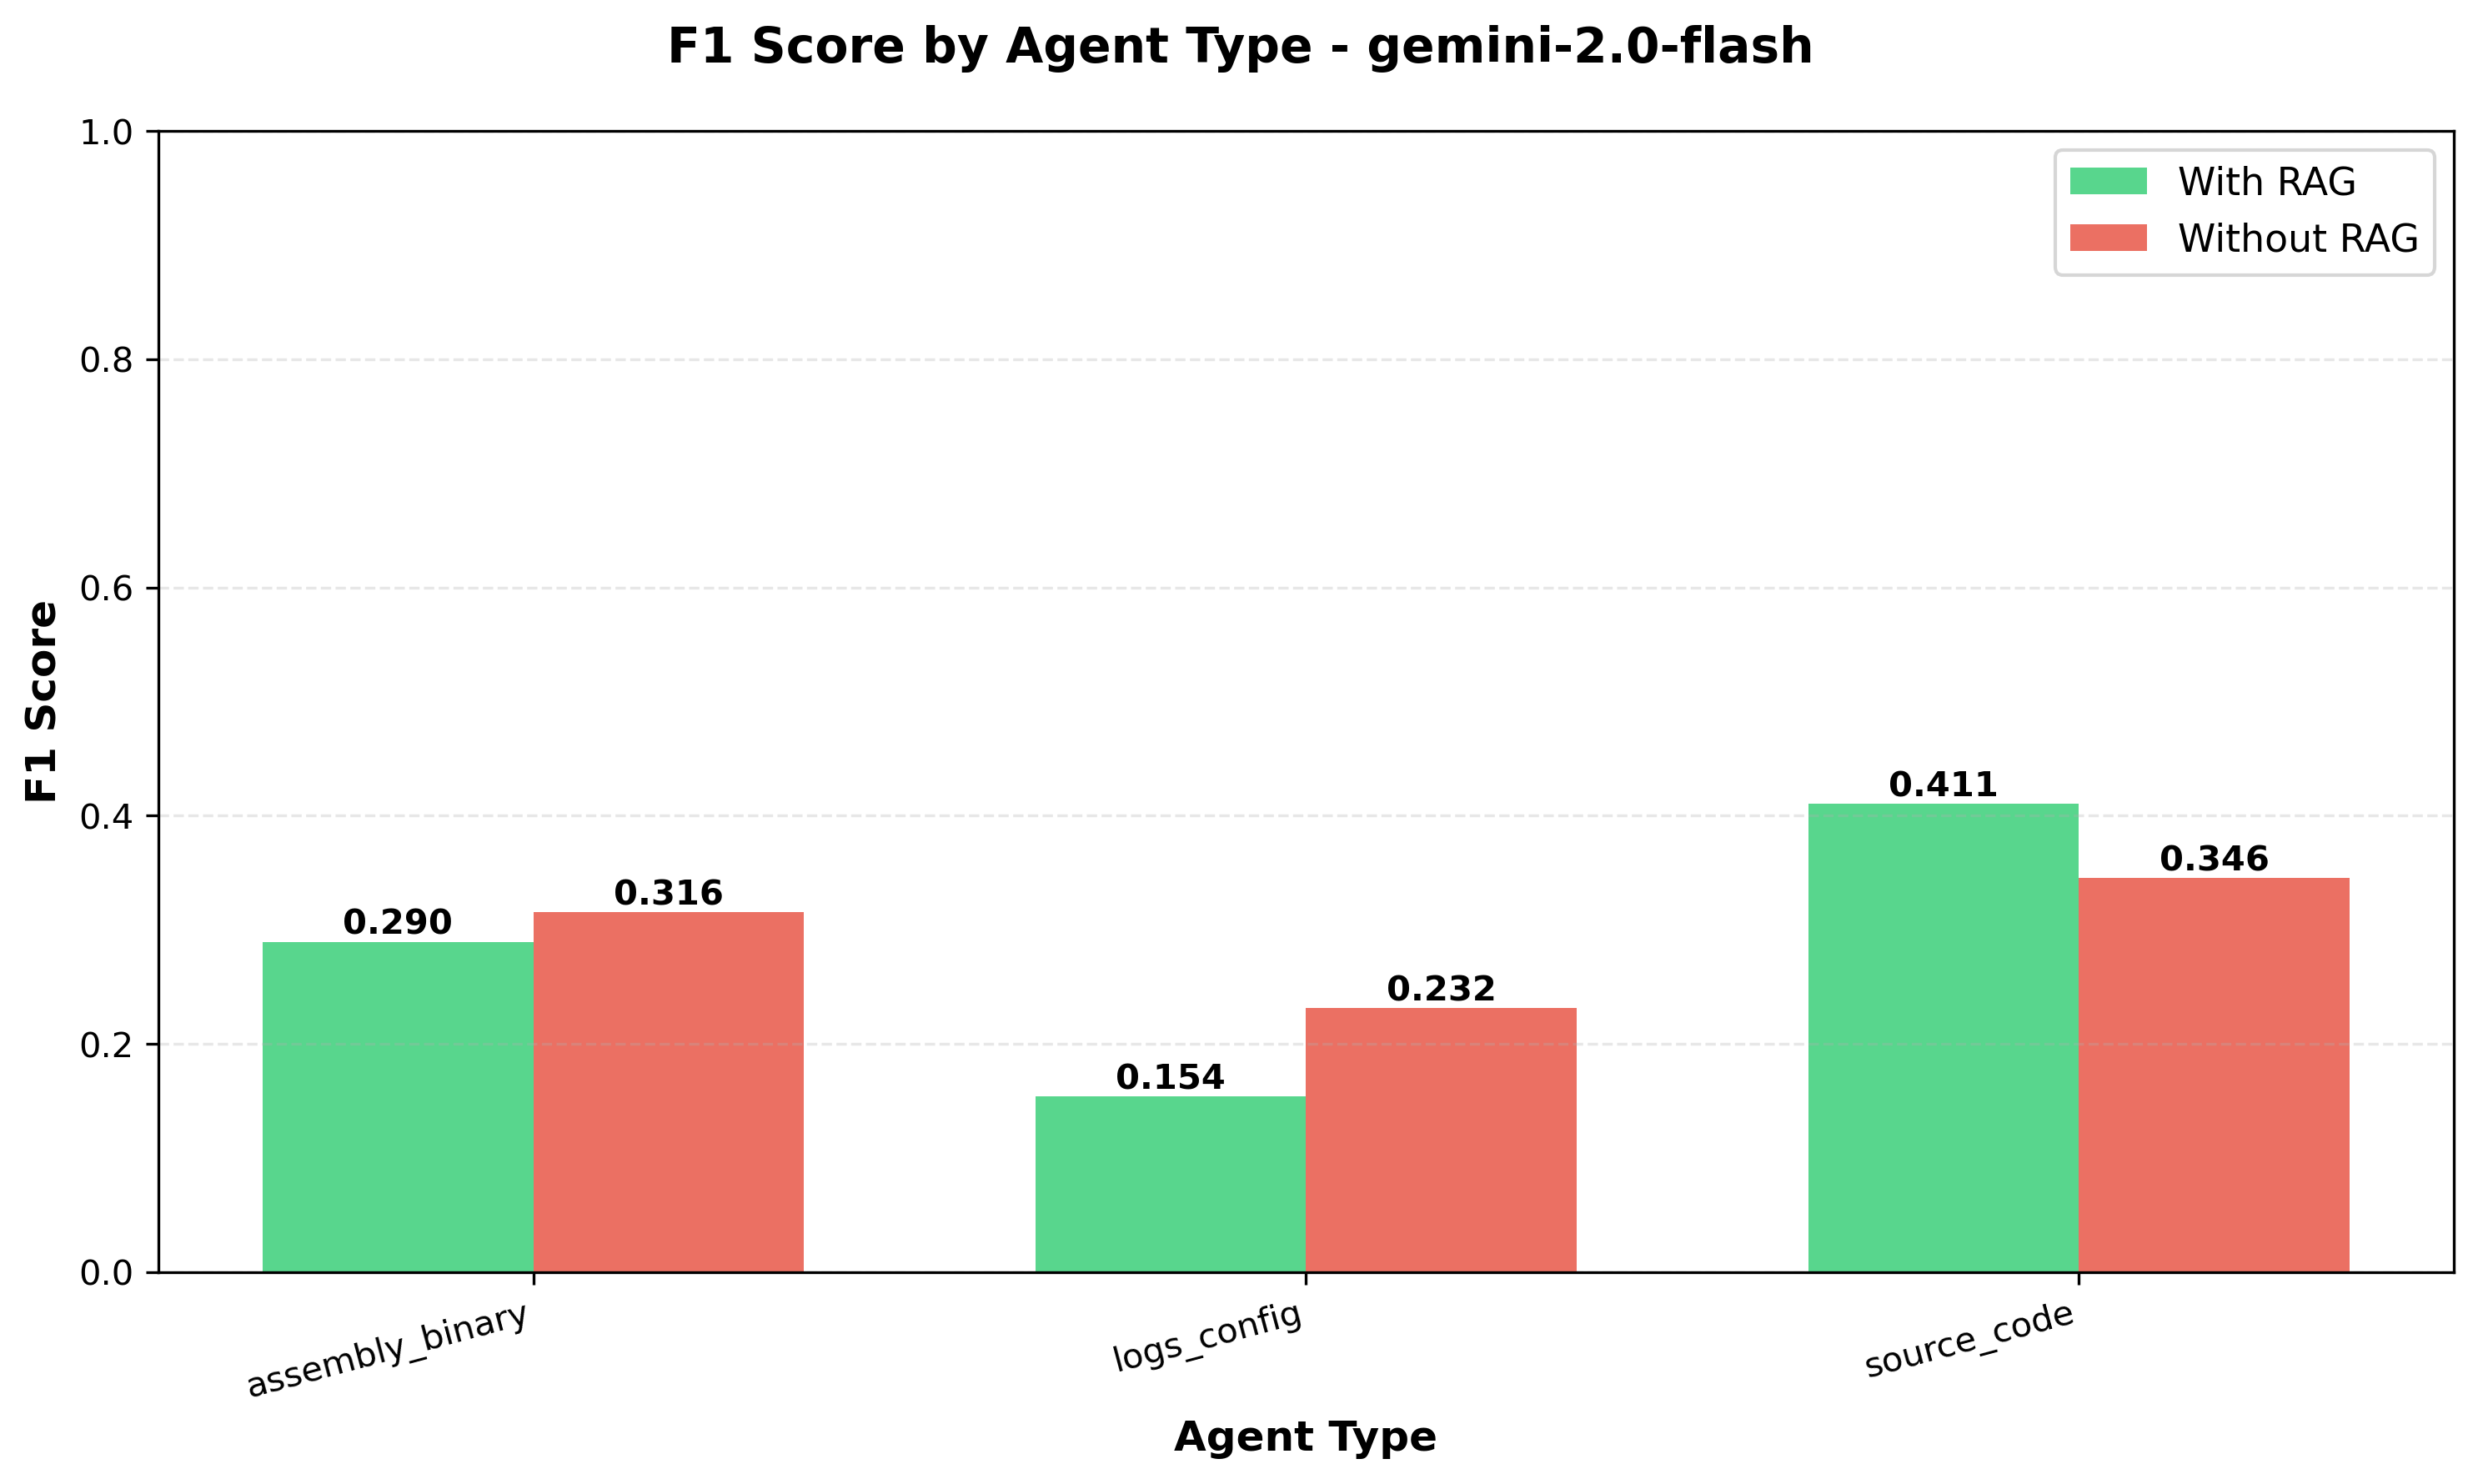 F1 Score by Agent Type - gemini-2.0-flash
With RAG
Without RAG
F1 Score
1.0
0.8
0.6
0.4
0.2
0.0
0.290
0.316
0.154
0.232
0.411
0.346
assembly_binary
logs_config
source_code
Agent Type